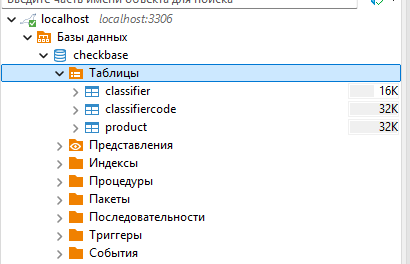 Введите часть имени объекта для поиска
localhost localhost:3306
Базы данных
checkbase
Таблицы
classifier 16K
classifiercode 32K
product 32K
Представления
Индексы
Процедуры
Пакеты
Последовательности
Триггеры
События